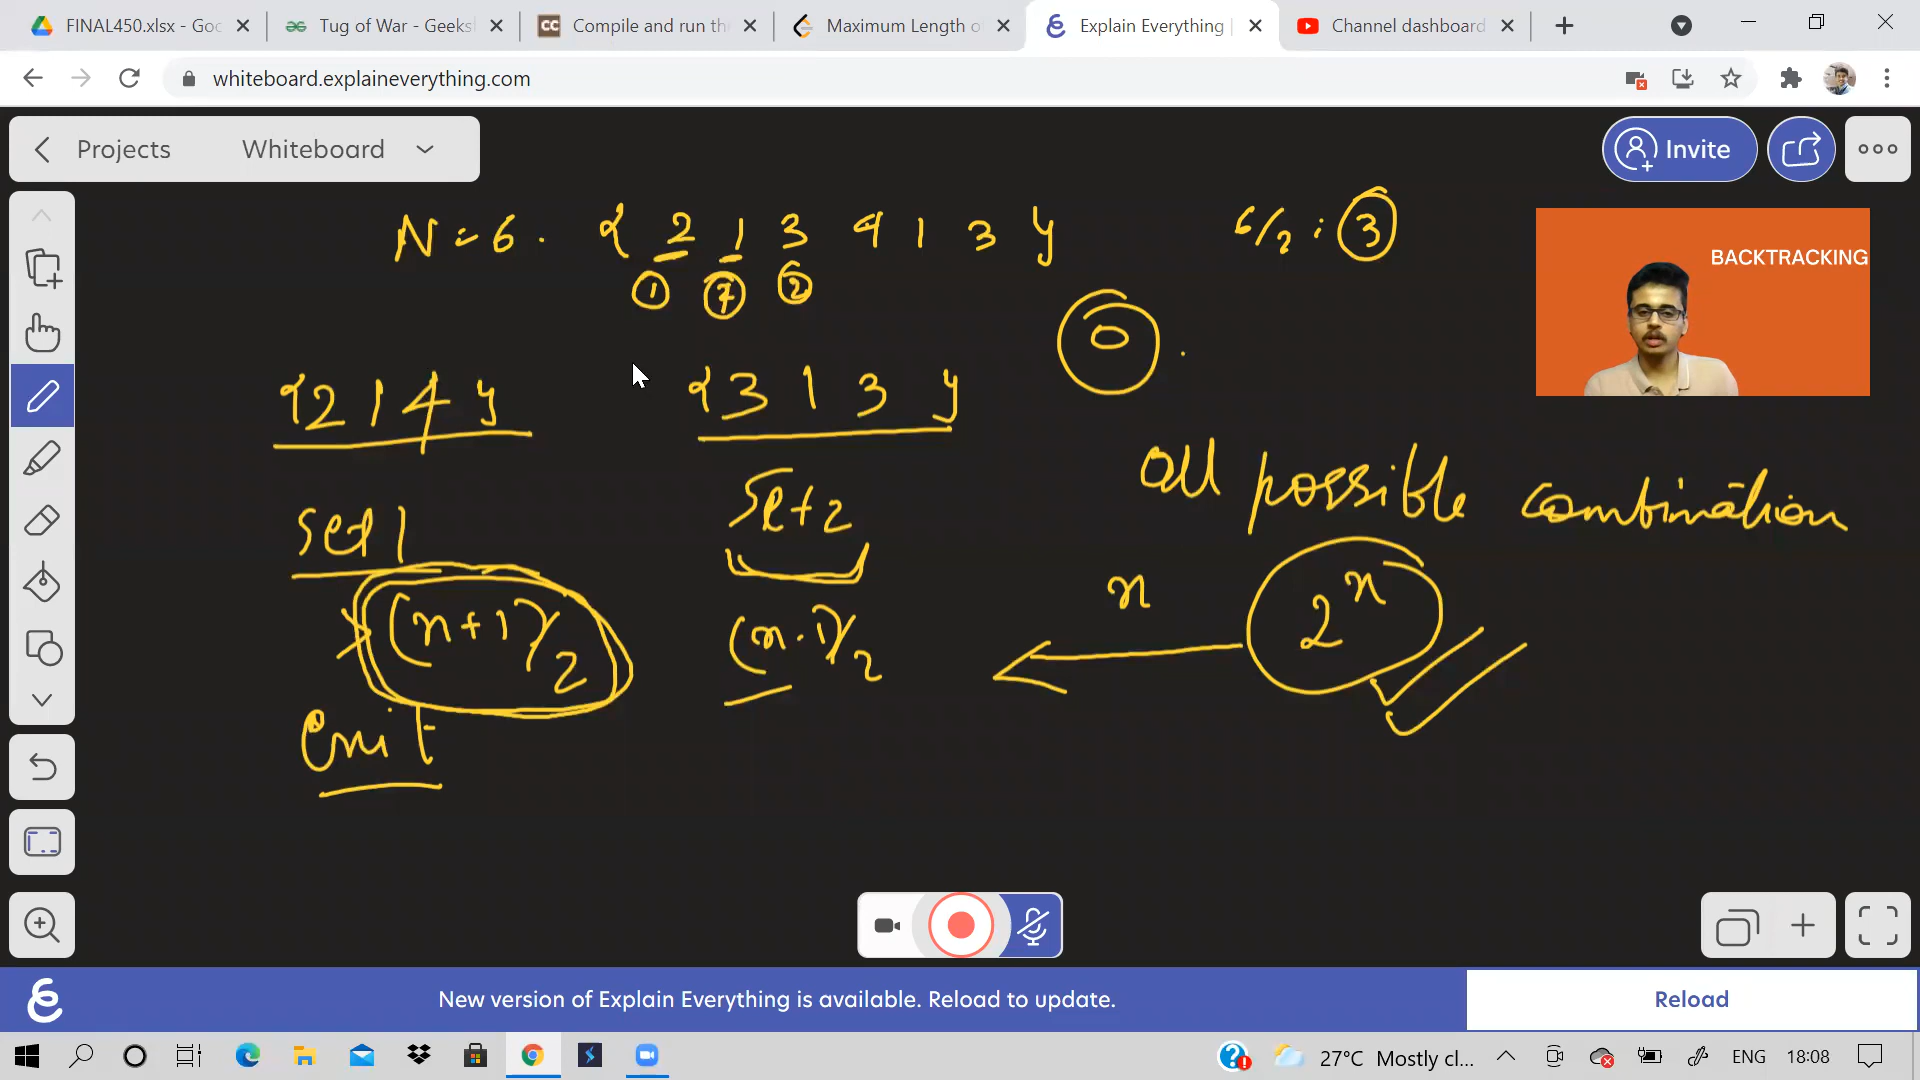 FINAL450.xlsx - Goo
Tug of War - Geeks
Compile and run th
Maximum Length o
Explain Everything |
Channel dashboard
whiteboard.explaineverything.com
Projects Whiteboard
Invite
N = 6 . { 2 1 3 4 1 3 } 6/2 : 3
1 7 2
BACKTRACKING
0 .
{2 1 4 } {3 1 3 }
All possible combination
set 1 set 2
(n+1)/2 (n-1)/2 n 2^n
New version of Explain Everything is available. Reload to update.
Reload
27°C Mostly cl...
ENG 18:08